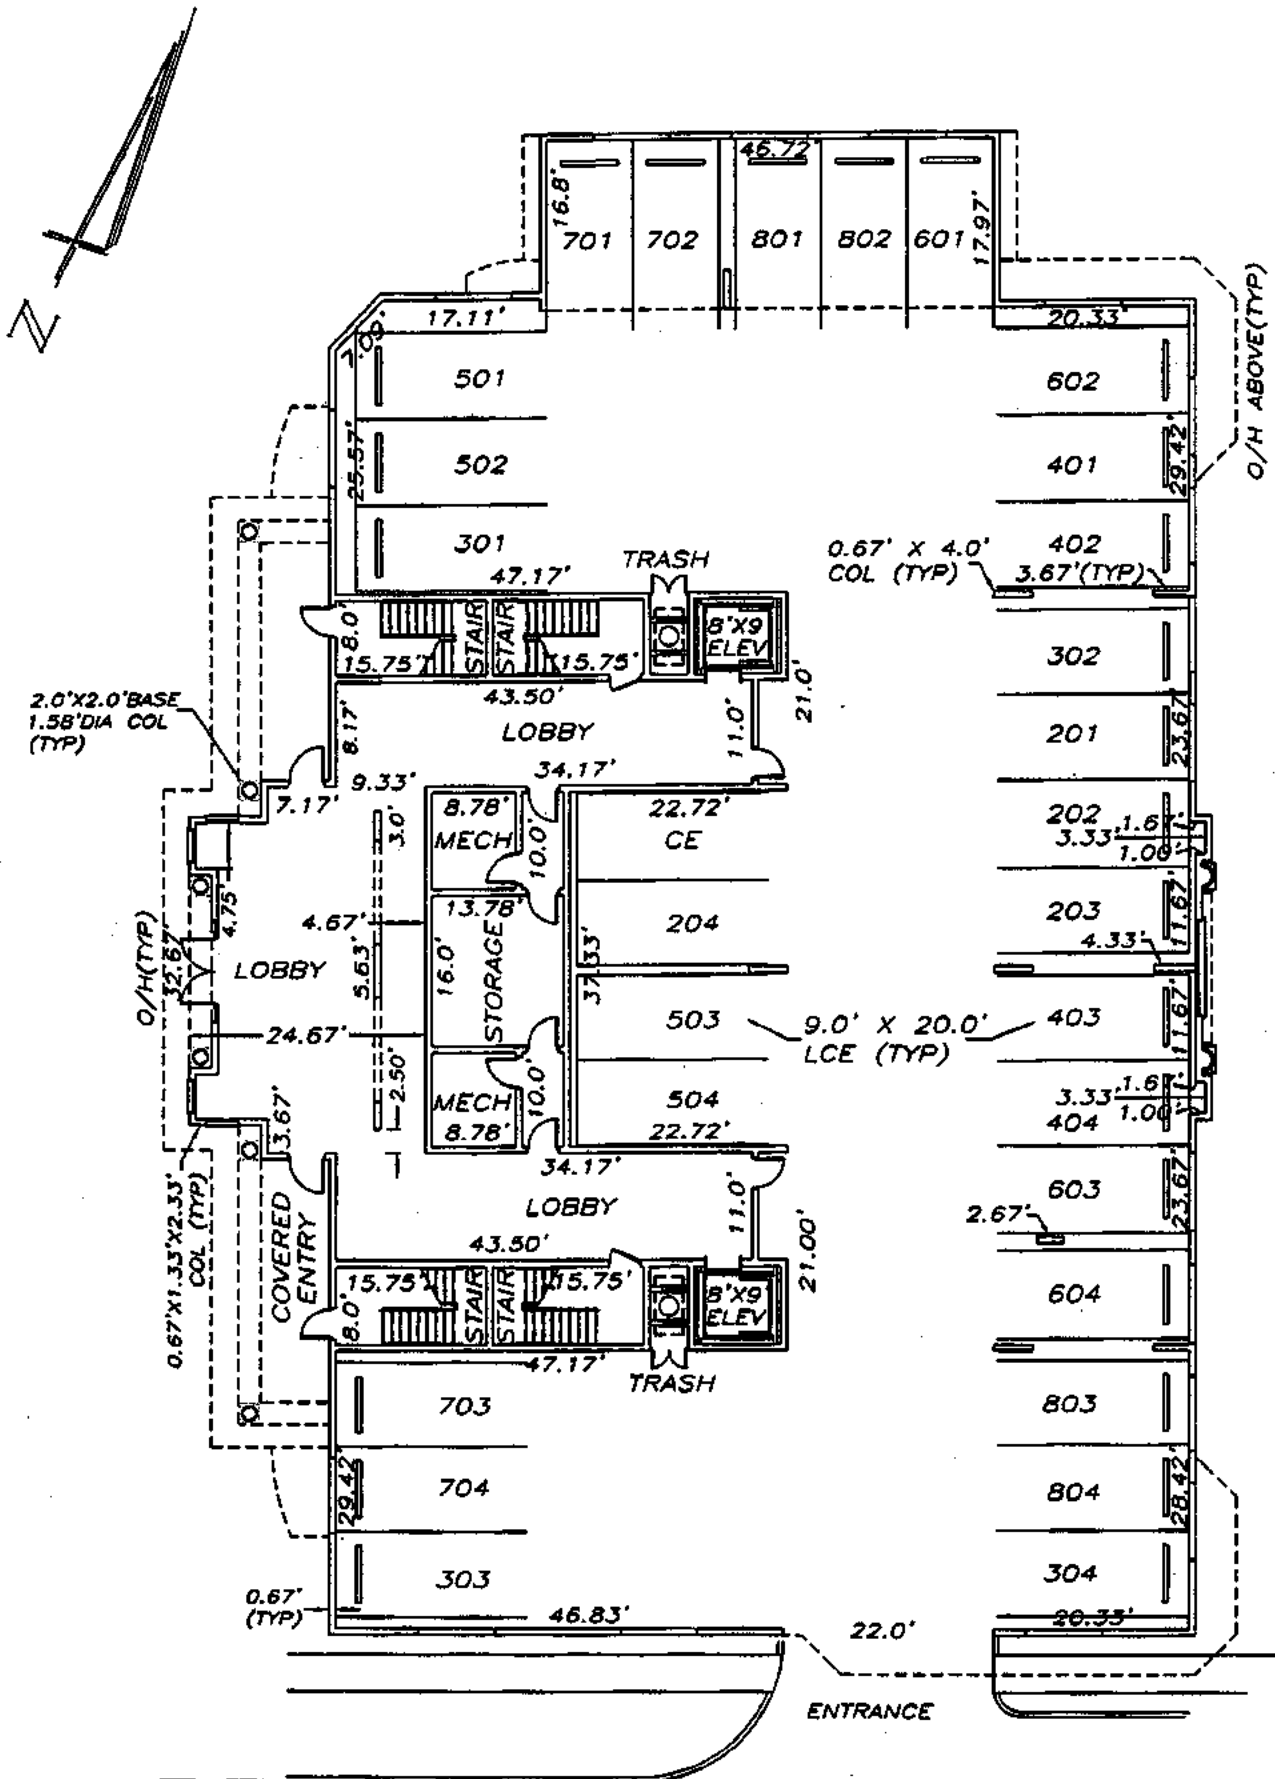 46.72'
16.8'
701
702
801
802
601
17.97'
O/H ABOVE(TYP)
17.11'
20.33'
7.09'
501
602
25.57'
502
401
29.42'
301
402
TRASH
0.67' X 4.0'
COL (TYP)
3.67'(TYP)
47.17'
8.0'
STAIR
STAIR
8'X9'
ELEV
15.75'
15.75'
302
21.0'
43.50'
2.0'X2.0'BASE
1.58'DIA COL
(TYP)
8.17'
LOBBY
11.0'
201
23.67'
9.33'
34.17'
7.17'
8.78'
MECH
3.0'
10.0'
22.72'
CE
202
3.33'
1.67'
1.00'
4.75'
4.67'
13.78'
204
203
11.67'
4.33'
O/H(TYP)
32.67'
LOBBY
5.63'
16.0'
STORAGE
37.33'
24.67'
503
9.0' X 20.0'
LCE (TYP)
403
11.67'
2.50'
MECH
8.78'
10.0'
504
22.72'
3.33'
1.67'
1.00'
404
3.67'
34.17'
603
23.67'
LOBBY
11.0'
2.67'
0.67'X1.33'X2.33'
COL (TYP)
COVERED
ENTRY
43.50'
21.00'
15.75'
15.75'
8.0'
STAIR
STAIR
8'X9'
ELEV
604
47.17'
TRASH
703
803
29.42'
704
804
28.42'
303
304
0.67'
(TYP)
46.83'
20.33'
22.0'
ENTRANCE
N